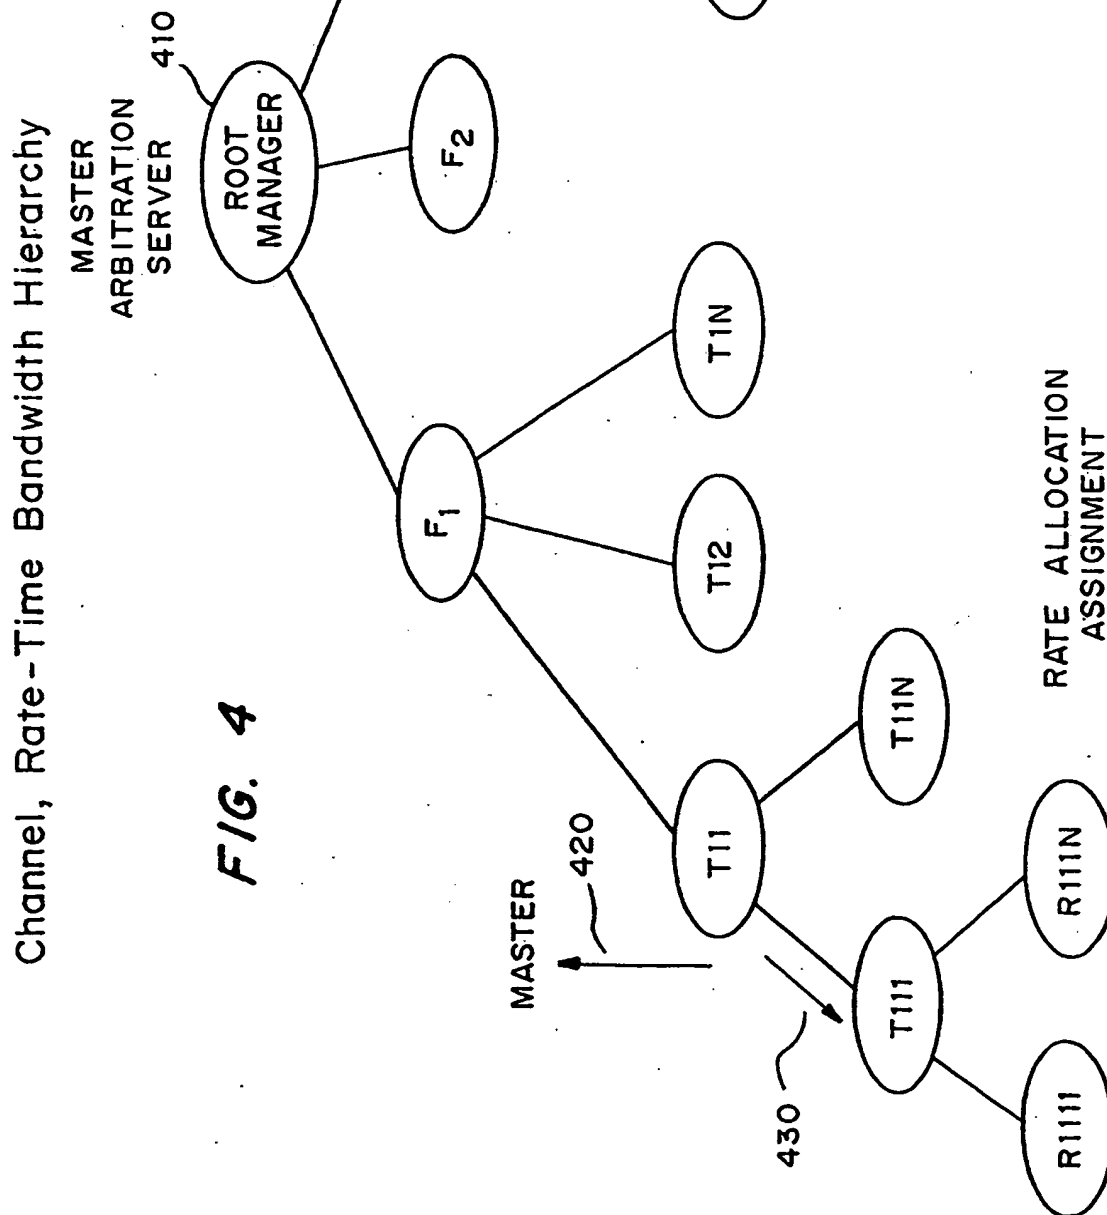 Channel, Rate-Time Bandwidth Hierarchy
FIG. 4
MASTER
ARBITRATION
SERVER
410
ROOT
MANAGER
F1
F2
MASTER
420
430
T11
T12
T1N
T111
T11N
R1111
R111N
RATE ALLOCATION
ASSIGNMENT